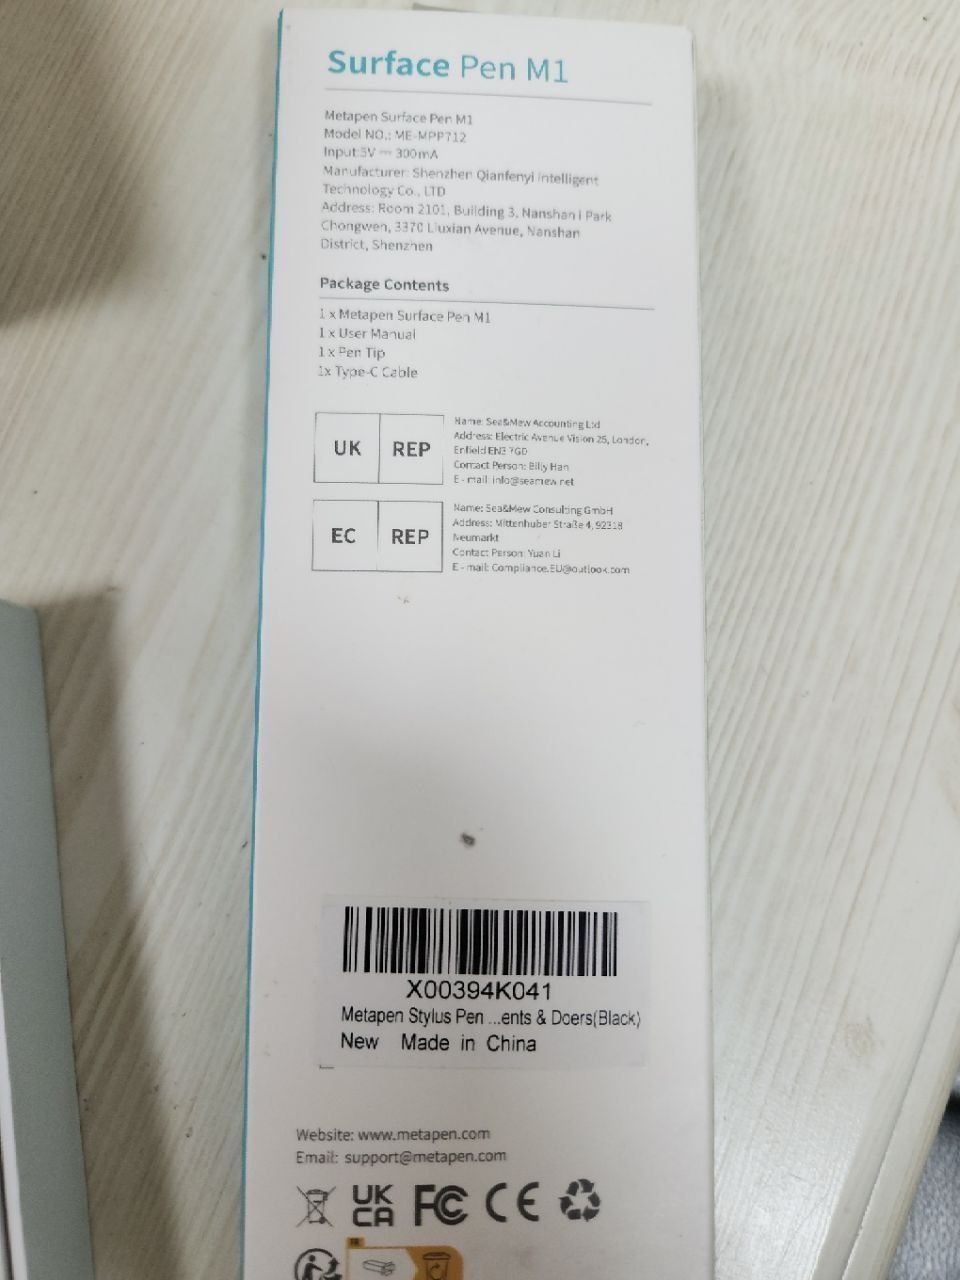 Surface Pen M1
Metapen Surface Pen M1
Model NO.: ME-MPP712
Input:5V ⎓ 300mA
Manufacturer: Shenzhen Qianfenyi Intelligent
Technology Co., LTD
Address: Room 2101, Building 3, Nanshan i Park
Chongwen, 3370 Liuxian Avenue, Nanshan
District, Shenzhen
Package Contents
1 x Metapen Surface Pen M1
1 x User Manual
1 x Pen Tip
1x Type-C Cable
UK REP
Name: Sea&Mew Accounting Ltd
Address: Electric Avenue Vision 25, London,
Enfield EN3 7GD
Contact Person: Billy Han
E - mail: info@seamew.net
EC REP
Name: Sea&Mew Consulting GmbH
Address: Mittenhuber Straße 4, 92318
Neumarkt
Contact Person: Yuan Li
E - mail: Compliance.EU@outlook.com
X00394K041
Metapen Stylus Pen ...ents & Doers(Black)
New Made in China
Website: www.metapen.com
Email: support@metapen.com
UK
CA
FC CE
FR